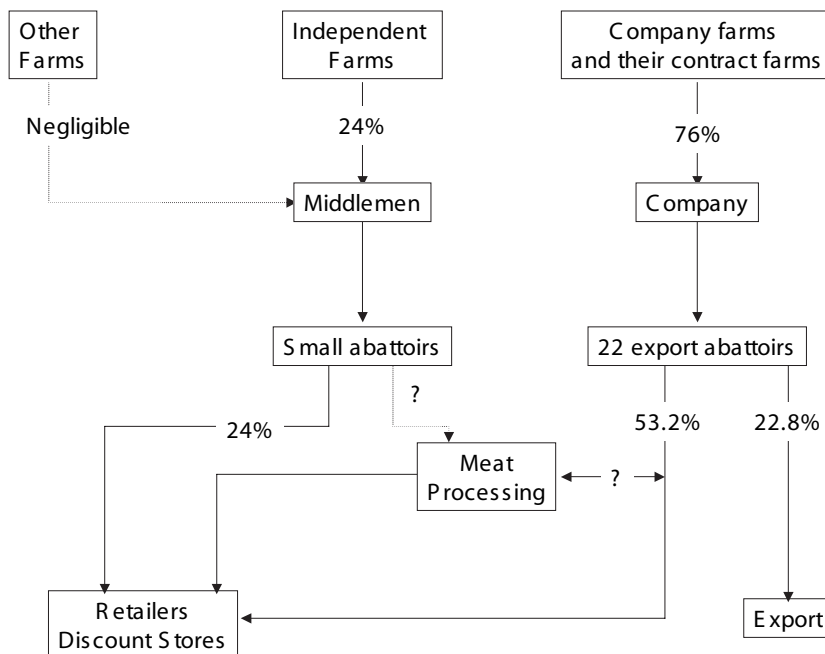 Other
Farms
Independent
Farms
Company farms
and their contract farms
Negligible
24%
76%
Middlemen
Company
Small abattoirs
22 export abattoirs
?
24%
53.2%
22.8%
Meat
Processing
?
Retailers
Discount Stores
Export